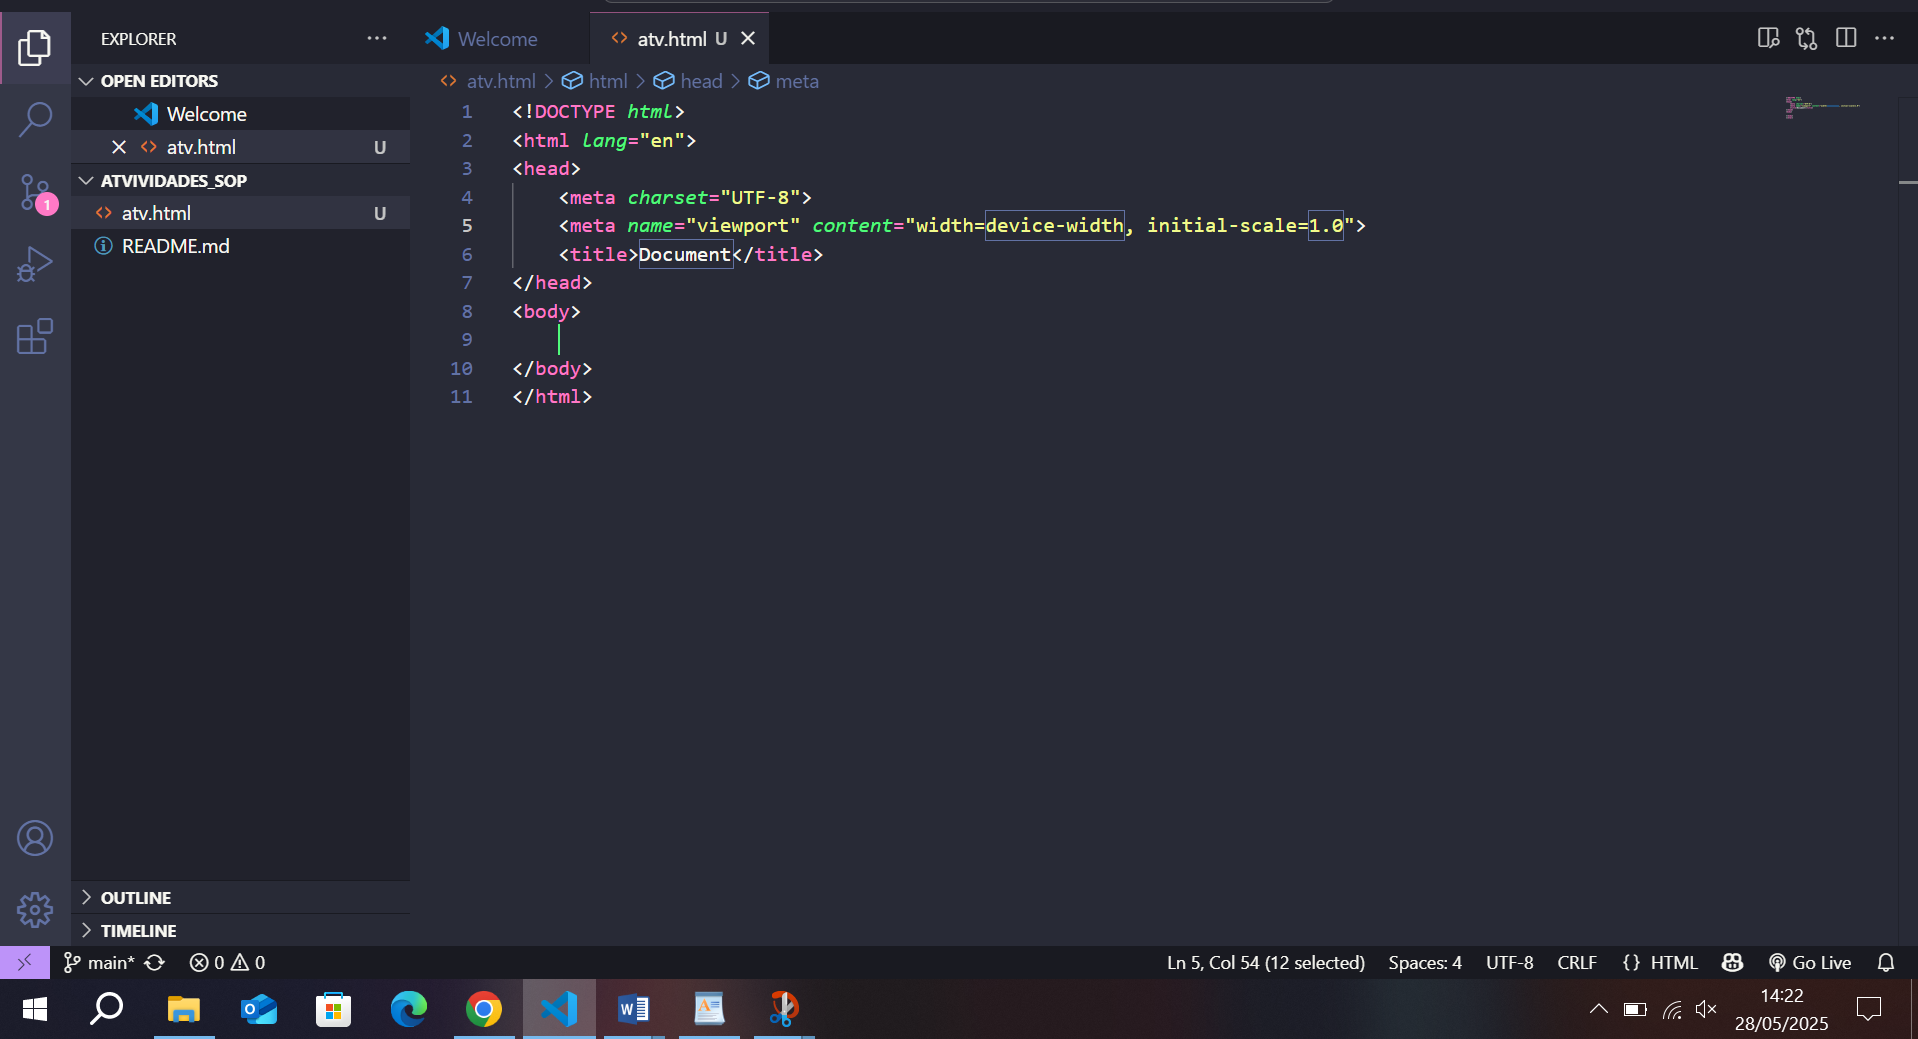 EXPLORER
Welcome
atv.html U
OPEN EDITORS
Welcome
atv.html U
ATVIVIDADES_SOP
atv.html U
README.md
1
atv.html > html > head > meta
1 <!DOCTYPE html>
2 <html lang="en">
3 <head>
4 <meta charset="UTF-8">
5 <meta name="viewport" content="width=device-width, initial-scale=1.0">
6 <title>Document</title>
7 </head>
8 <body>
9
10 </body>
11 </html>
OUTLINE
TIMELINE
main* 0 0
Ln 5, Col 54 (12 selected) Spaces: 4 UTF-8 CRLF {} HTML Go Live
14:22
28/05/2025